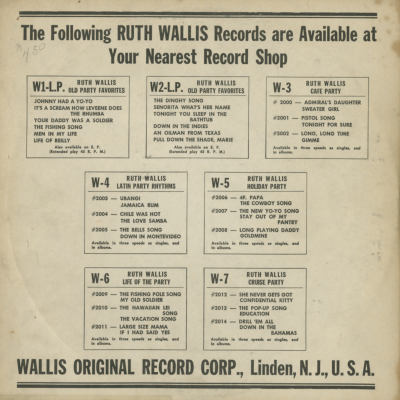 The Following RUTH WALLIS Records are Available at
Your Nearest Record Shop
W1-L.P. RUTH WALLIS
OLD PARTY FAVORITES
JOHNNY HAD A YO-YO
IT'S A SCREAM HOW LEVEENE DOES
THE RHUMBA
YOUR DADDY WAS A SOLDIER
THE FISHING SONG
MEN IN MY LIFE
LIFE OF REILLY
Also available on E. P.
(Extended play 45 R. P. M.)
W2-L.P. RUTH WALLIS
OLD PARTY FAVORITES
THE DINGHY SONG
SENORITA WHAT'S HER NAME
TONIGHT YOU SLEEP IN THE
BATHTUB
DOWN IN THE INDIES
AN OILMAN FROM TEXAS
PULL DOWN THE SHADE, MARIE
Also available on E. P.
(Extended play 45 R. P. M.)
W-3 RUTH WALLIS
CAFE PARTY
# 2000 — ADMIRAL'S DAUGHTER
SWEATER GIRL
#2001 — PISTOL SONG
TONIGHT FOR SURE
#2002 — LONG, LONG TIME
GIMME
Available in three speeds as singles, and
in albums.
W-4 RUTH WALLIS
LATIN PARTY RHYTHMS
#2003 — UBANGI
JAMAICA RUM
#2004 — CHILE WAS HOT
THE LOVE SAMBA
#2005 — THE BELLS SONG
DOWN IN MONTEVIDEO
Available in three speeds as singles, and
in albums.
W-5 RUTH WALLIS
HOLIDAY PARTY
#2006 — 4F. PAPA
THE COWBOY SONG
#2007 — THE NEW YO-YO SONG
STAY OUT OF MY
PANTRY
#2008 — LONG PLAYING DADDY
GOLDMINE
Available in three speeds as singles, and
in albums.
W-6 RUTH WALLIS
LIFE OF THE PARTY
#2009 — THE FISHING POLE SONG
MY OLD SOLDIER
#2010 — THE HAWAIIAN LEI
SONG
THE VACATION SONG
#2011 — LARGE SIZE MAMA
IF I HAD SAID YES
Available in three speeds as singles, and
in albums.
W-7 RUTH WALLIS
CRUISE PARTY
#2012 — SHE NEVER GETS GOT
CONFIDENTIAL KITTY
#2013 — THE POP-UP SONG
EDUCATION
#2014 — DRILL 'EM ALL
DOWN IN THE
BAHAMAS
Available in three speeds as singles, and
in albums.
WALLIS ORIGINAL RECORD CORP., Linden, N. J., U. S. A.